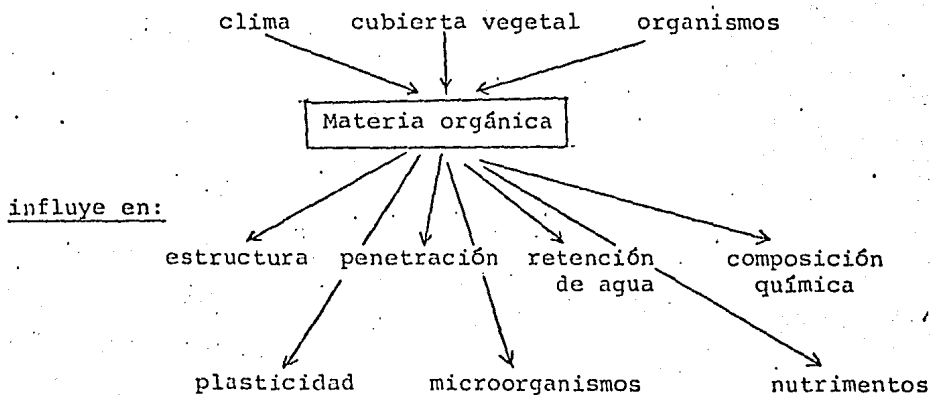 clima cubierta vegetal organismos
Materia orgánica
influye en:
estructura penetración retención composición
de agua química
plasticidad microorganismos nutrimentos